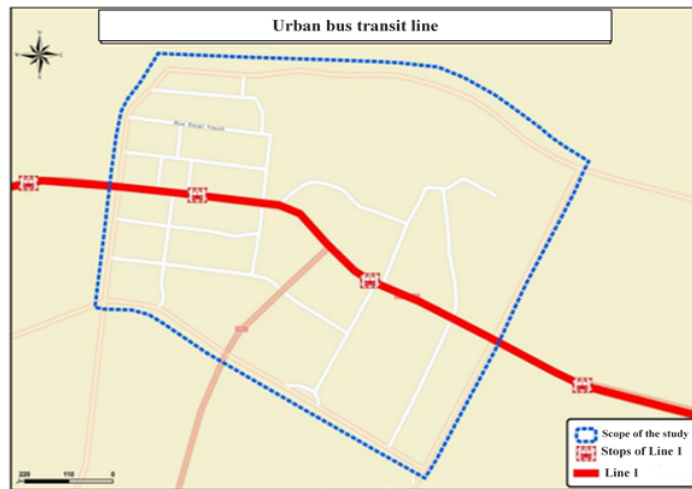 Urban bus transit line
Scope of the study
Stops of Line 1
Line 1
220 110 0